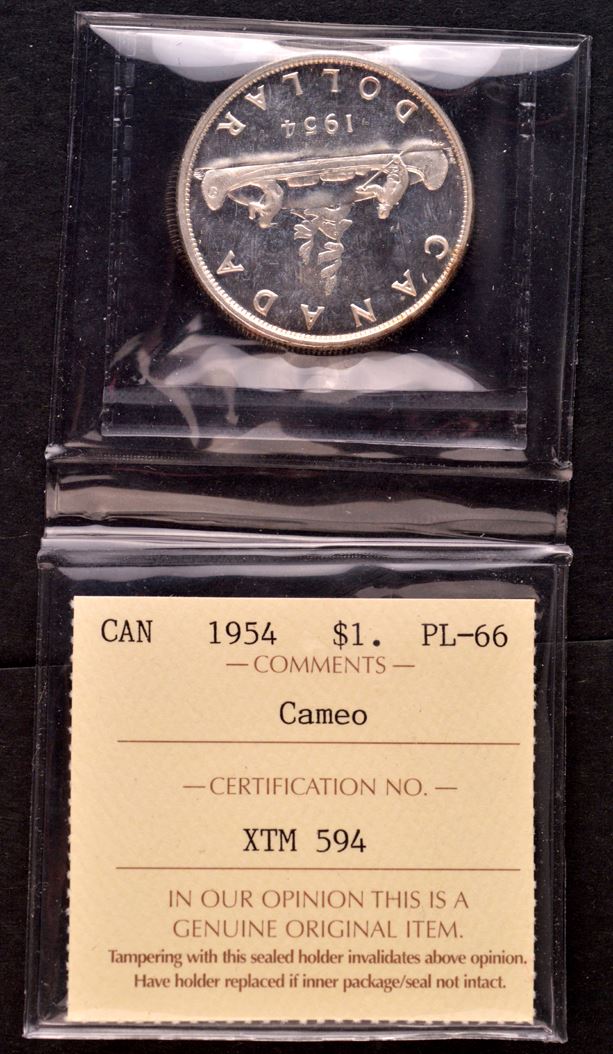 CANADA
1954
DOLLAR
CAN 1954 $1. PL-66
— COMMENTS —
Cameo
— CERTIFICATION NO. —
XTM 594
IN OUR OPINION THIS IS A
GENUINE ORIGINAL ITEM.
Tampering with this sealed holder invalidates above opinion.
Have holder replaced if inner package/seal not intact.